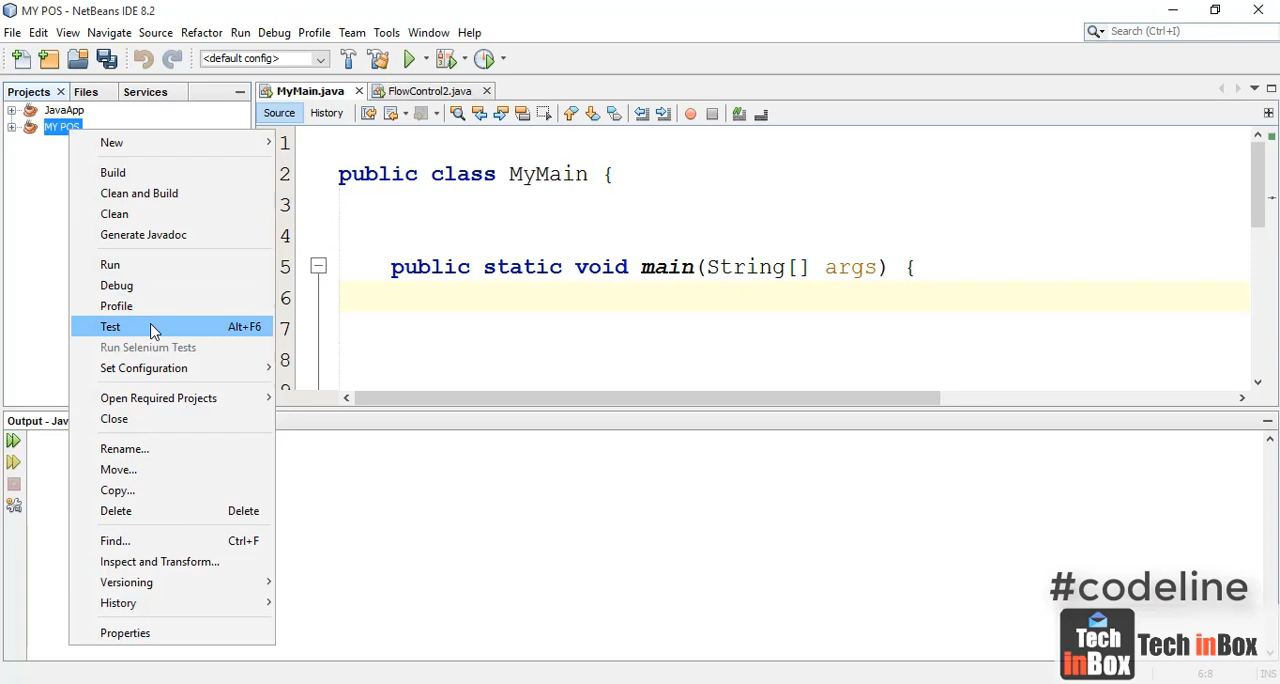 MY POS - NetBeans IDE 8.2
File Edit View Navigate Source Refactor Run Debug Profile Team Tools Window Help
Search (Ctrl+I)
<default config>
Projects Files Services
MyMain.java FlowControl2.java
Source History
JavaApp
MY POS
New
Build
Clean and Build
Clean
Generate Javadoc
Run
Debug
Profile
Test Alt+F6
Run Selenium Tests
Set Configuration
Open Required Projects
Close
Rename...
Move...
Copy...
Delete Delete
Find... Ctrl+F
Inspect and Transform...
Versioning
History
Properties
1
2 public class MyMain {
3
4
5 public static void main(String[] args) {
6
7
8
9
Output - Jav
#codeline
Tech
inBox
Tech inBox
6:8 INS